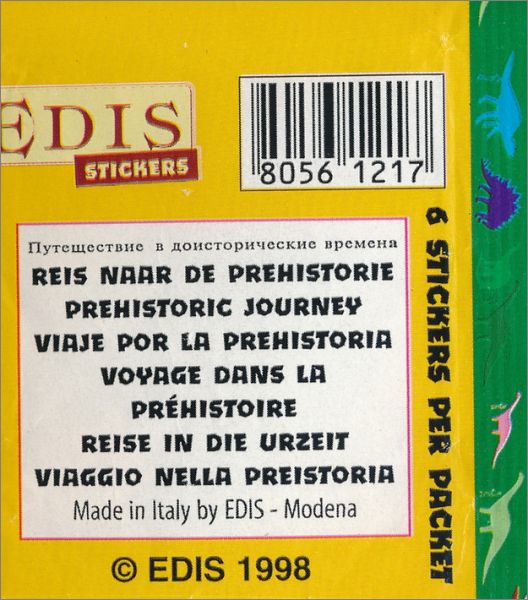 EDIS
STICKERS
8056 1217
Путешествие в доисторические времена
REIS NAAR DE PREHISTORIE
PREHISTORIC JOURNEY
VIAJE POR LA PREHISTORIA
VOYAGE DANS LA
PRÉHISTOIRE
REISE IN DIE URZEIT
VIAGGIO NELLA PREISTORIA
Made in Italy by EDIS - Modena
© EDIS 1998
6 STICKERS PER PACKET